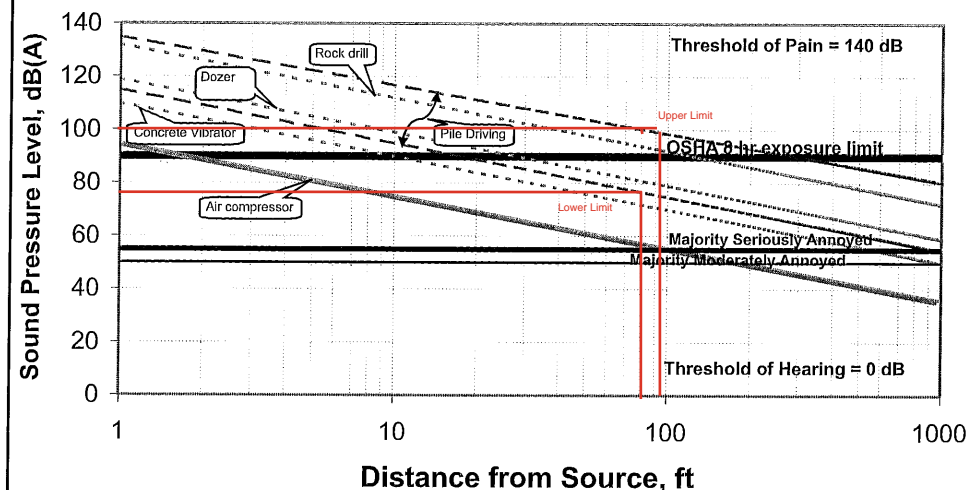 140
120
100
80
60
40
20
0
Sound Pressure Level, dB(A)
Threshold of Pain = 140 dB
Rock drill
Dozer
Upper Limit
Concrete Vibrator
Pile Driving
OSHA 8 hr exposure limit
Air compressor
Lower Limit
Majority Seriously Annoyed
Majority Moderately Annoyed
Threshold of Hearing = 0 dB
1
10
100
1000
Distance from Source, ft